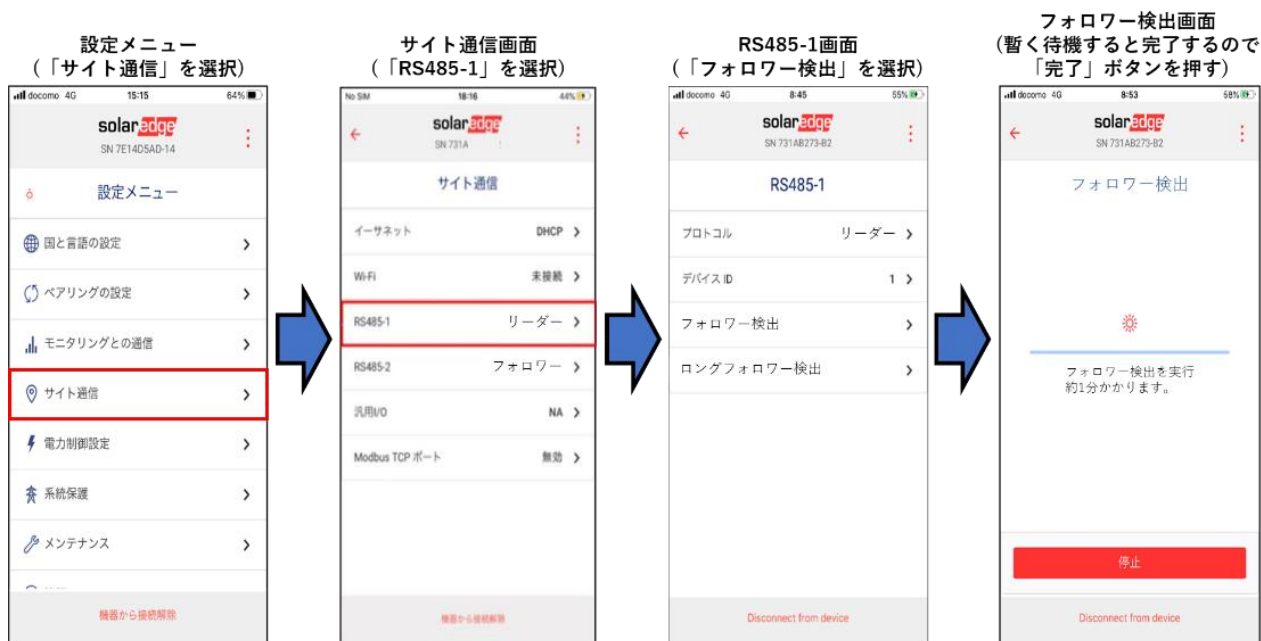 設定メニュー
(「サイト通信」を選択)
docomo 4G 15:15 64%
solaredge
SN 7E14D5AD-14
設定メニュー
国と言語の設定
ペアリングの設定
モニタリングとの通信
サイト通信
電力制御設定
系統保護
メンテナンス
機器から接続解除
サイト通信画面
(「RS485-1」を選択)
No SIM 18:16 44%
solaredge
SN 731A
サイト通信
イーサネット DHCP
Wi-Fi 未接続
RS485-1 リーダー
RS485-2 フォロワー
汎用I/O NA
Modbus TCP ポート 無効
機器から接続解除
RS485-1画面
(「フォロワー検出」を選択)
docomo 4G 8:45 55%
solaredge
SN 731AB273-B2
RS485-1
プロトコル リーダー
デバイス ID 1
フォロワー検出
ロングフォロワー検出
Disconnect from device
フォロワー検出画面
(暫く待機すると完了するので
「完了」ボタンを押す)
docomo 4G 8:53 58%
solaredge
SN 731AB273-B2
フォロワー検出
フォロワー検出を実行
約1分かかります。
停止
Disconnect from device